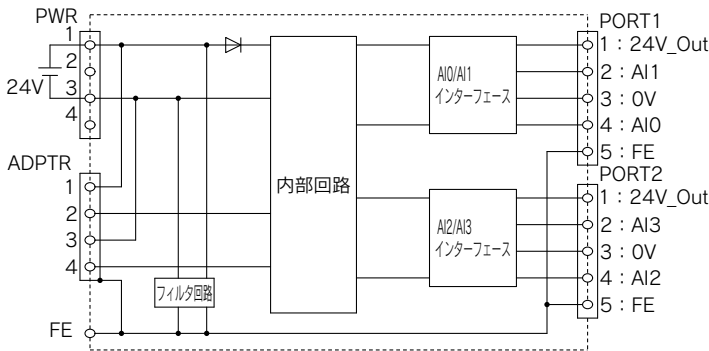 PWR
1
2
3
4
24V
ADPTR
1
2
3
4
FE
フィルタ回路
内部回路
AI0/AI1
インターフェース
AI2/AI3
インターフェース
PORT1
1：24V_Out
2：AI1
3：0V
4：AI0
5：FE
PORT2
1：24V_Out
2：AI3
3：0V
4：AI2
5：FE